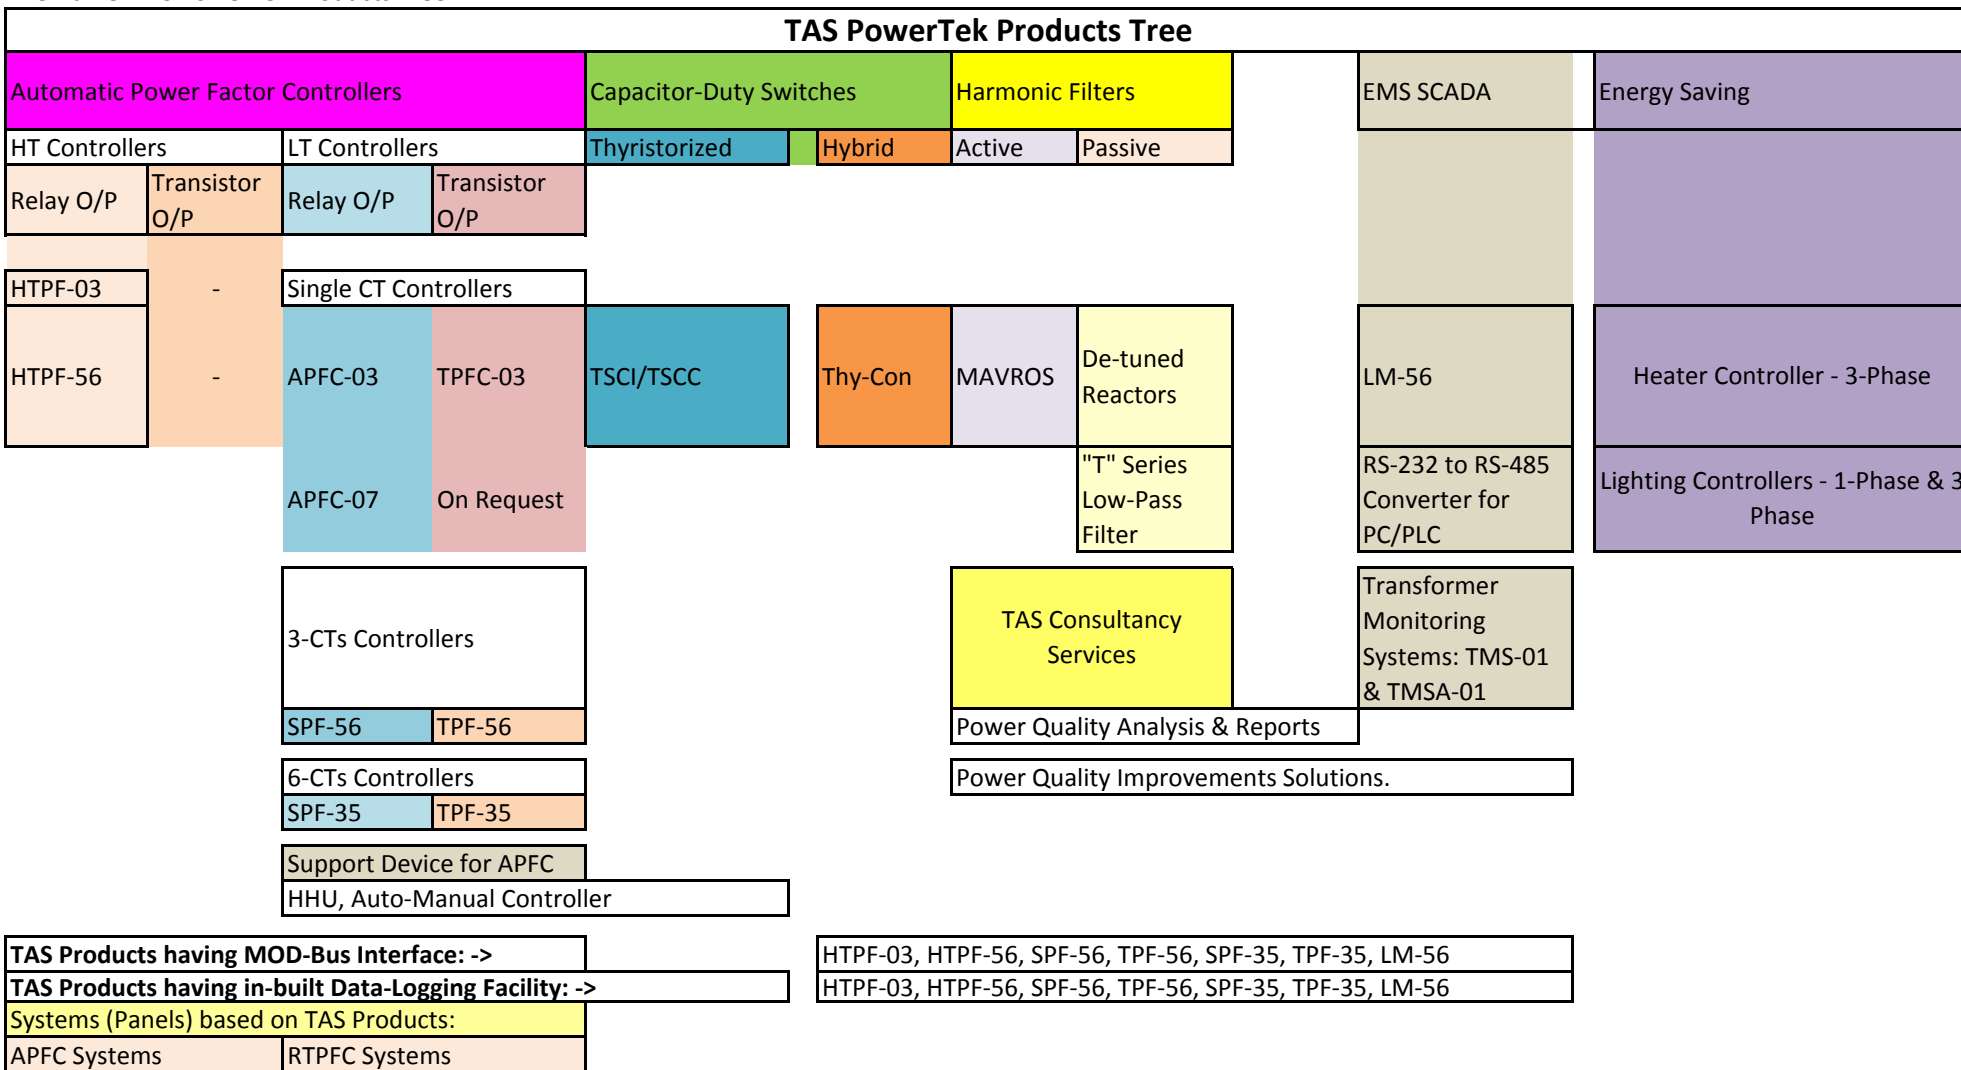 TAS PowerTek Products Tree
Automatic Power Factor Controllers
Capacitor-Duty Switches
Harmonic Filters
EMS SCADA
Energy Saving
HT Controllers
LT Controllers
Thyristorized
Hybrid
Active
Passive
Relay O/P
Transistor
O/P
Relay O/P
Transistor
O/P
HTPF-03
-
Single CT Controllers
HTPF-56
-
APFC-03
TPFC-03
TSCI/TSCC
Thy-Con
MAVROS
De-tuned
Reactors
LM-56
Heater Controller - 3-Phase
APFC-07
On Request
"T" Series
Low-Pass
Filter
RS-232 to RS-485
Converter for
PC/PLC
Lighting Controllers - 1-Phase & 3
Phase
3-CTs Controllers
TAS Consultancy
Services
Transformer
Monitoring
Systems: TMS-01
& TMSA-01
SPF-56
TPF-56
Power Quality Analysis & Reports
6-CTs Controllers
Power Quality Improvements Solutions.
SPF-35
TPF-35
Support Device for APFC
HHU, Auto-Manual Controller
TAS Products having MOD-Bus Interface: ->
HTPF-03, HTPF-56, SPF-56, TPF-56, SPF-35, TPF-35, LM-56
TAS Products having in-built Data-Logging Facility: ->
HTPF-03, HTPF-56, SPF-56, TPF-56, SPF-35, TPF-35, LM-56
Systems (Panels) based on TAS Products:
APFC Systems
RTPFC Systems